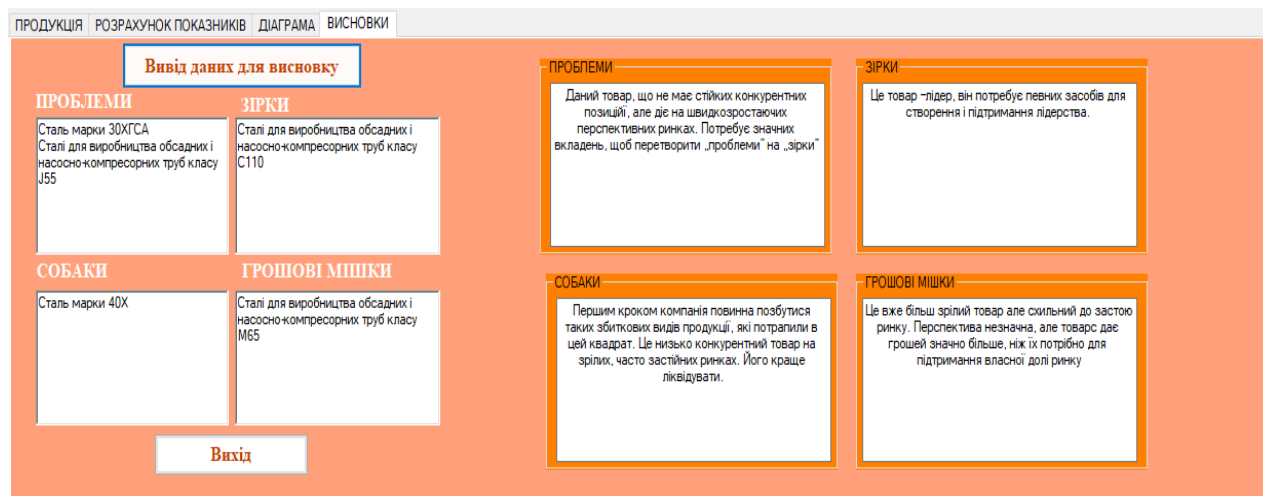 ПРОДУКЦІЯ РОЗРАХУНОК ПОКАЗНИКІВ ДІАГРАМА ВИСНОВКИ
Вивід даних для висновку
ПРОБЛЕМИ
Сталь марки 30ХГСА
Сталі для виробництва обсадних і
насосно-компресорних труб класу
J55
ЗІРКИ
Сталі для виробництва обсадних і
насосно-компресорних труб класу
С110
СОБАКИ
Сталь марки 40Х
ГРОШОВІ МІШКИ
Сталі для виробництва обсадних і
насосно-компресорних труб класу
М65
Вихід
ПРОБЛЕМИ
Даний товар, що не має стійких конкурентних
позиціїі, але діє на швидкозростаючих
перспективних ринках. Потребує значних
вкладень, щоб перетворити „проблеми" на „зірки"
ЗІРКИ
Це товар –лідер, він потребує певних засобів для
створення і підтримання лідерства.
СОБАКИ
Першим кроком компанія повинна позбутися
таких збиткових видів продукції, які потрапили в
цей квадрат. Це низько конкурентний товар на
зрілих, часто застійних ринках. Його краще
ліквідувати.
ГРОШОВІ МІШКИ
Це вже більш зрілий товар але схильний до застою
ринку. Перспектива незначна, але товарс дає
грошей значно більше, ніж їх потрібно для
підтримання власної долі ринку